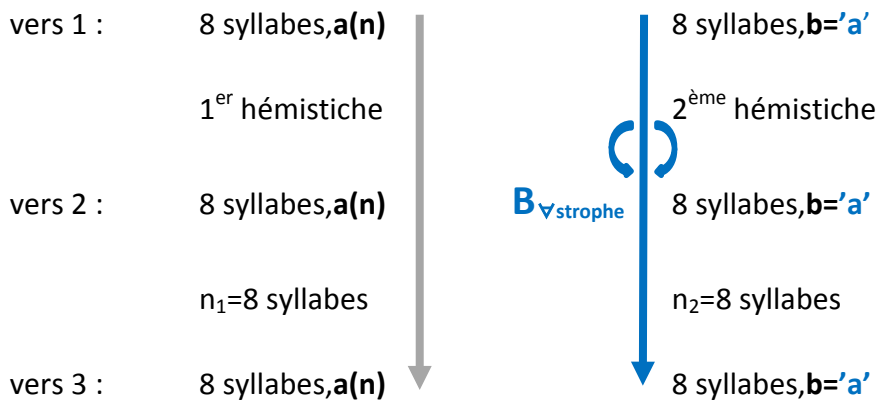 vers 1 : 8 syllabes,a(n) 8 syllabes,b=’a’
1er hémistiche 2ème hémistiche
vers 2 : 8 syllabes,a(n) B∀strophe 8 syllabes,b=’a’
n1=8 syllabes n2=8 syllabes
vers 3 : 8 syllabes,a(n) 8 syllabes,b=’a’